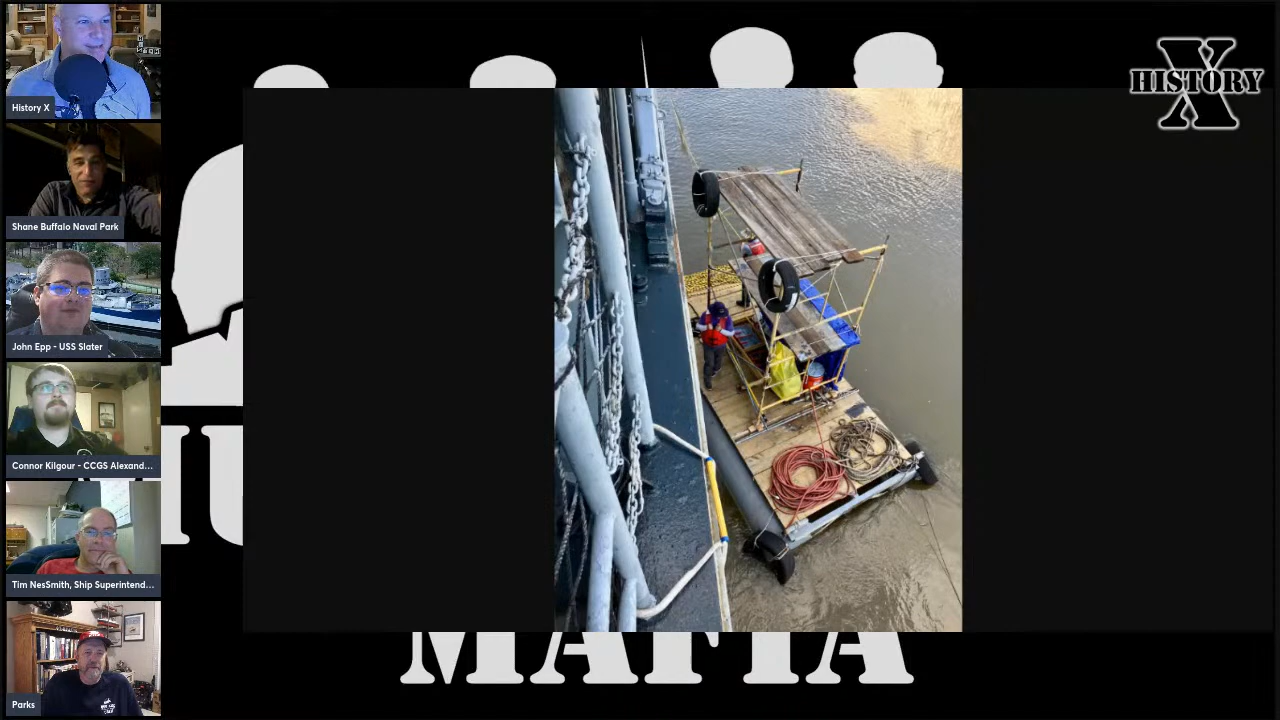 History X
Shane Buffalo Naval Park
John Epp - USS Slater
Connor Kilgour - CCGS Alexand...
Tim NesSmith, Ship Superintend...
Parks
HISTORY
X
MAFIA